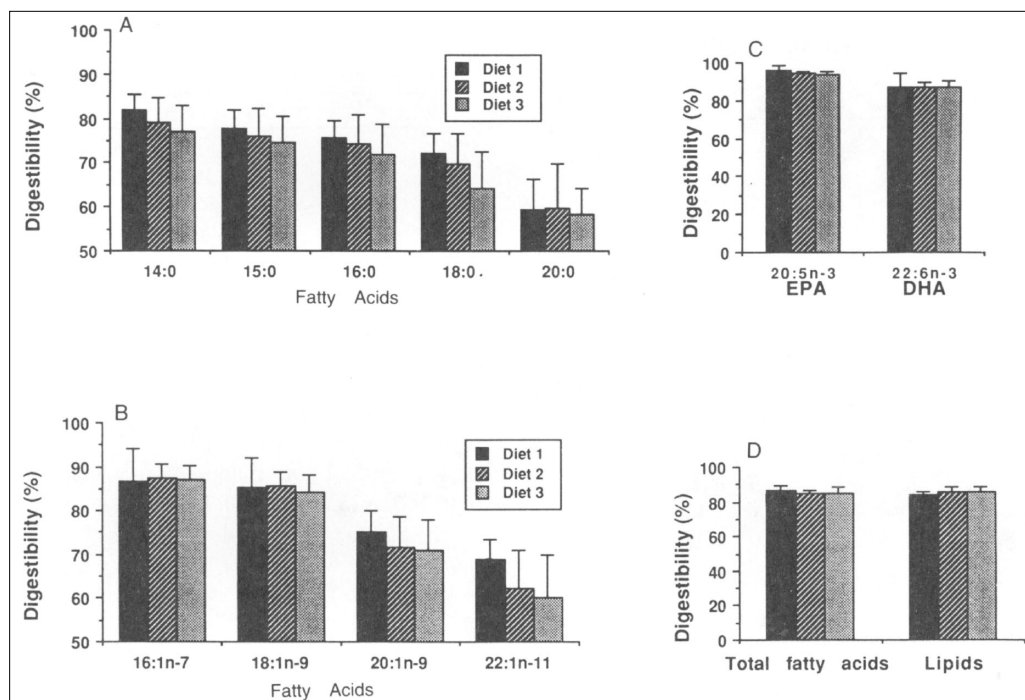 A
100
90
80
70
60
50
Digestibility (%)
Diet 1
Diet 2
Diet 3
14:0 15:0 16:0 18:0 . 20:0
Fatty Acids
C
100
80
60
40
20
0
Digestibility (%)
20:5n-3 22:6n-3
EPA DHA
B
100
90
80
70
60
50
Digestibility (%)
Diet 1
Diet 2
Diet 3
16:1n-7 18:1n-9 20:1n-9 22:1n-11
Fatty Acids
D
100
80
60
40
20
0
Digestibility (%)
Total fatty acids Lipids